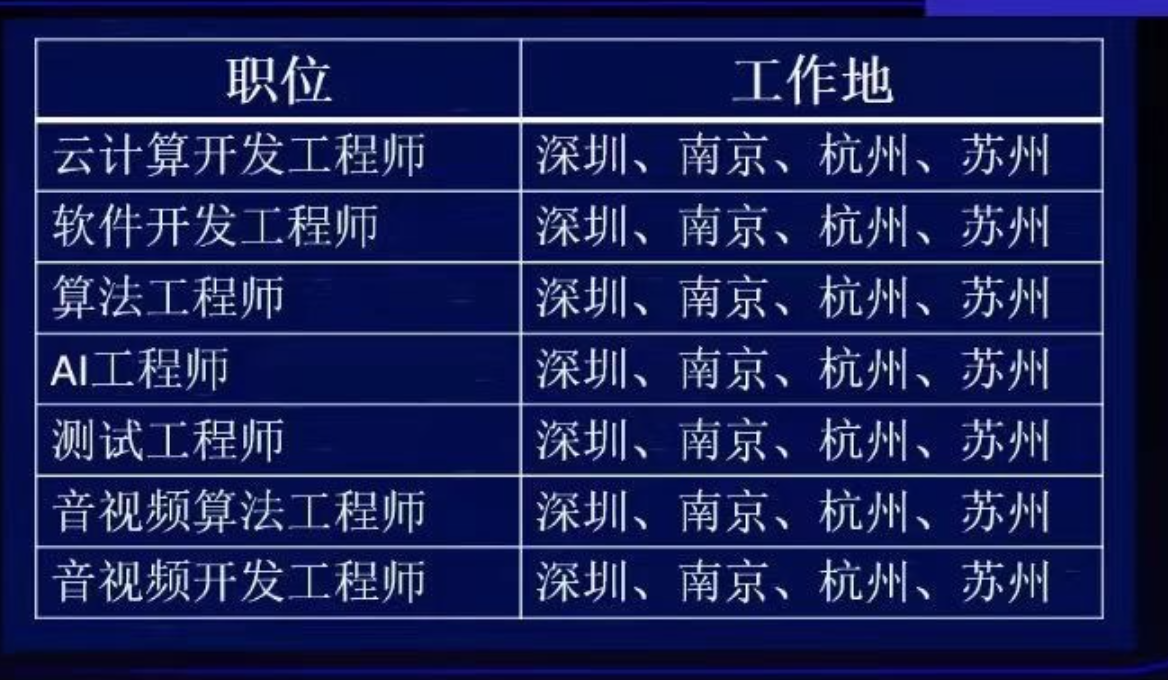 职位 工作地
云计算开发工程师 深圳、南京、杭州、苏州
软件开发工程师 深圳、南京、杭州、苏州
算法工程师 深圳、南京、杭州、苏州
AI工程师 深圳、南京、杭州、苏州
测试工程师 深圳、南京、杭州、苏州
音视频算法工程师 深圳、南京、杭州、苏州
音视频开发工程师 深圳、南京、杭州、苏州